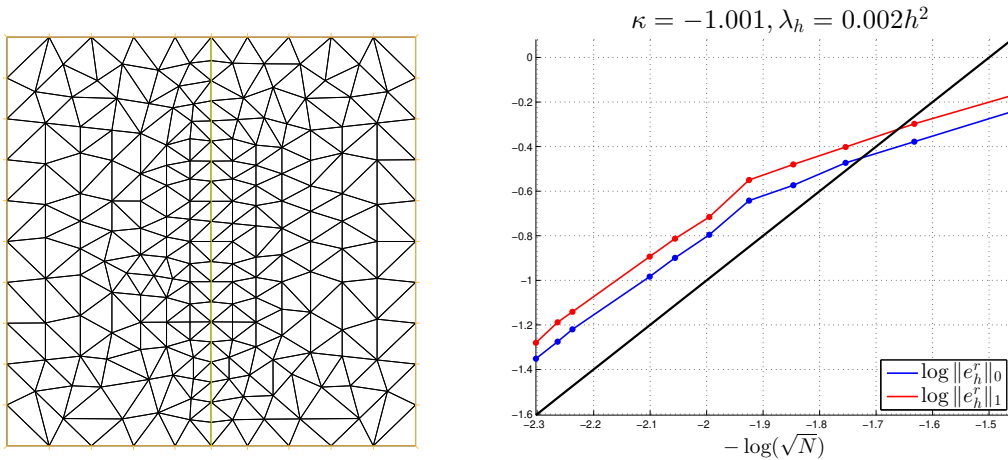 κ = −1.001, λ_h = 0.002h²
0
−0.2
−0.4
−0.6
−0.8
−1
−1.2
−1.4
−1.6
−2.3 −2.2 −2.1 −2 −1.9 −1.8 −1.7 −1.6 −1.5
− log(√N)
log ‖e_h^r‖_0
log ‖e_h^r‖_1